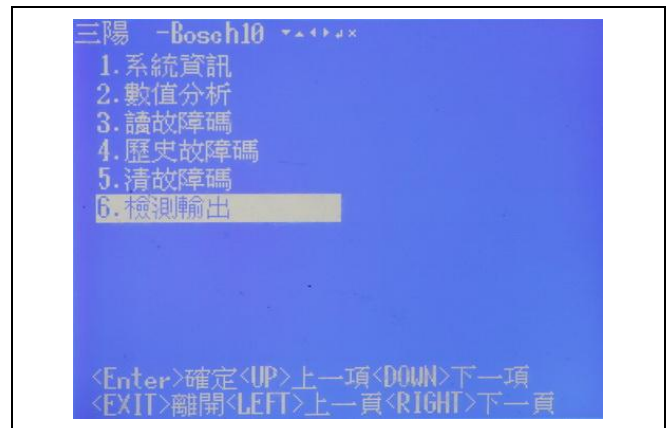 三陽 -Bosch10 ▼▲◀▶↲×
1.系統資訊
2.數值分析
3.讀故障碼
4.歷史故障碼
5.清故障碼
6.檢測輸出
<Enter>確定<UP>上一項<DOWN>下一項
<EXIT>離開<LEFT>上一頁<RIGHT>下一頁